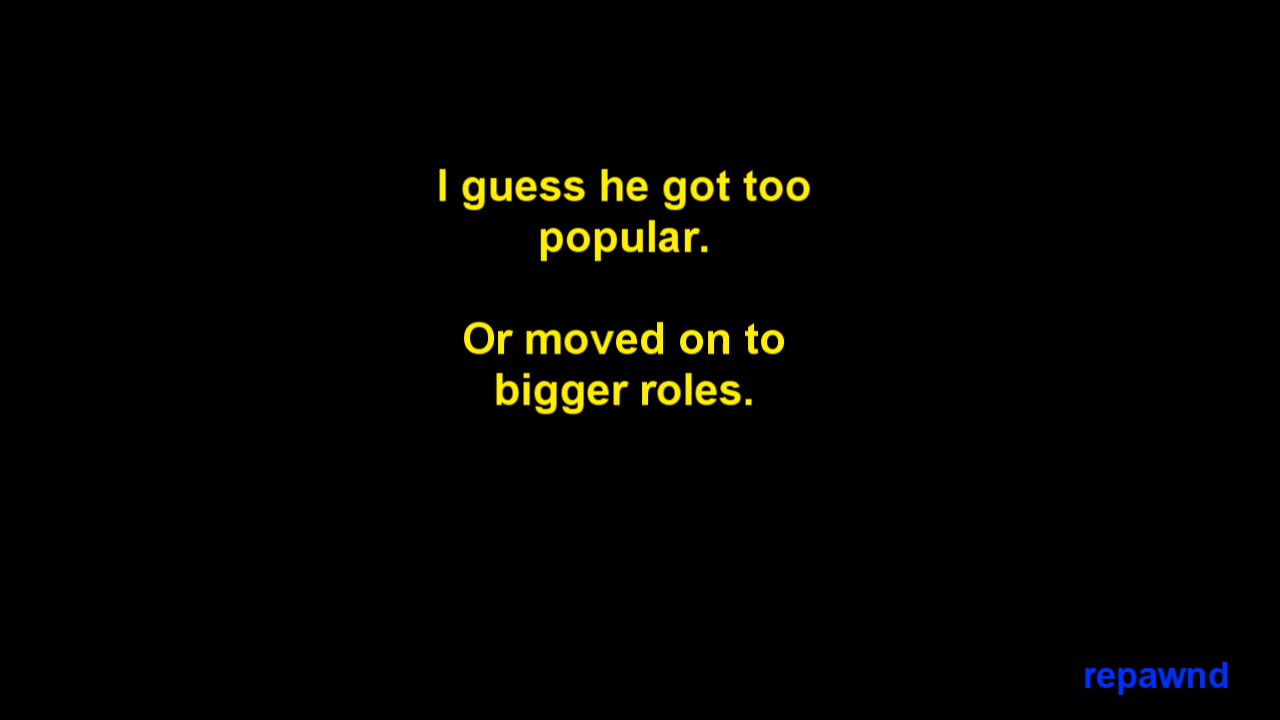 I guess he got too
popular.
Or moved on to
bigger roles.
repawnd